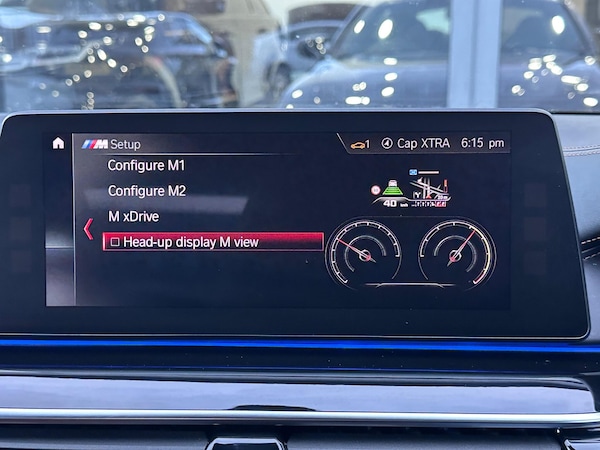 M Setup
1 Cap XTRA 6:15 pm
Configure M1
Configure M2
M xDrive
Head-up display M view
40